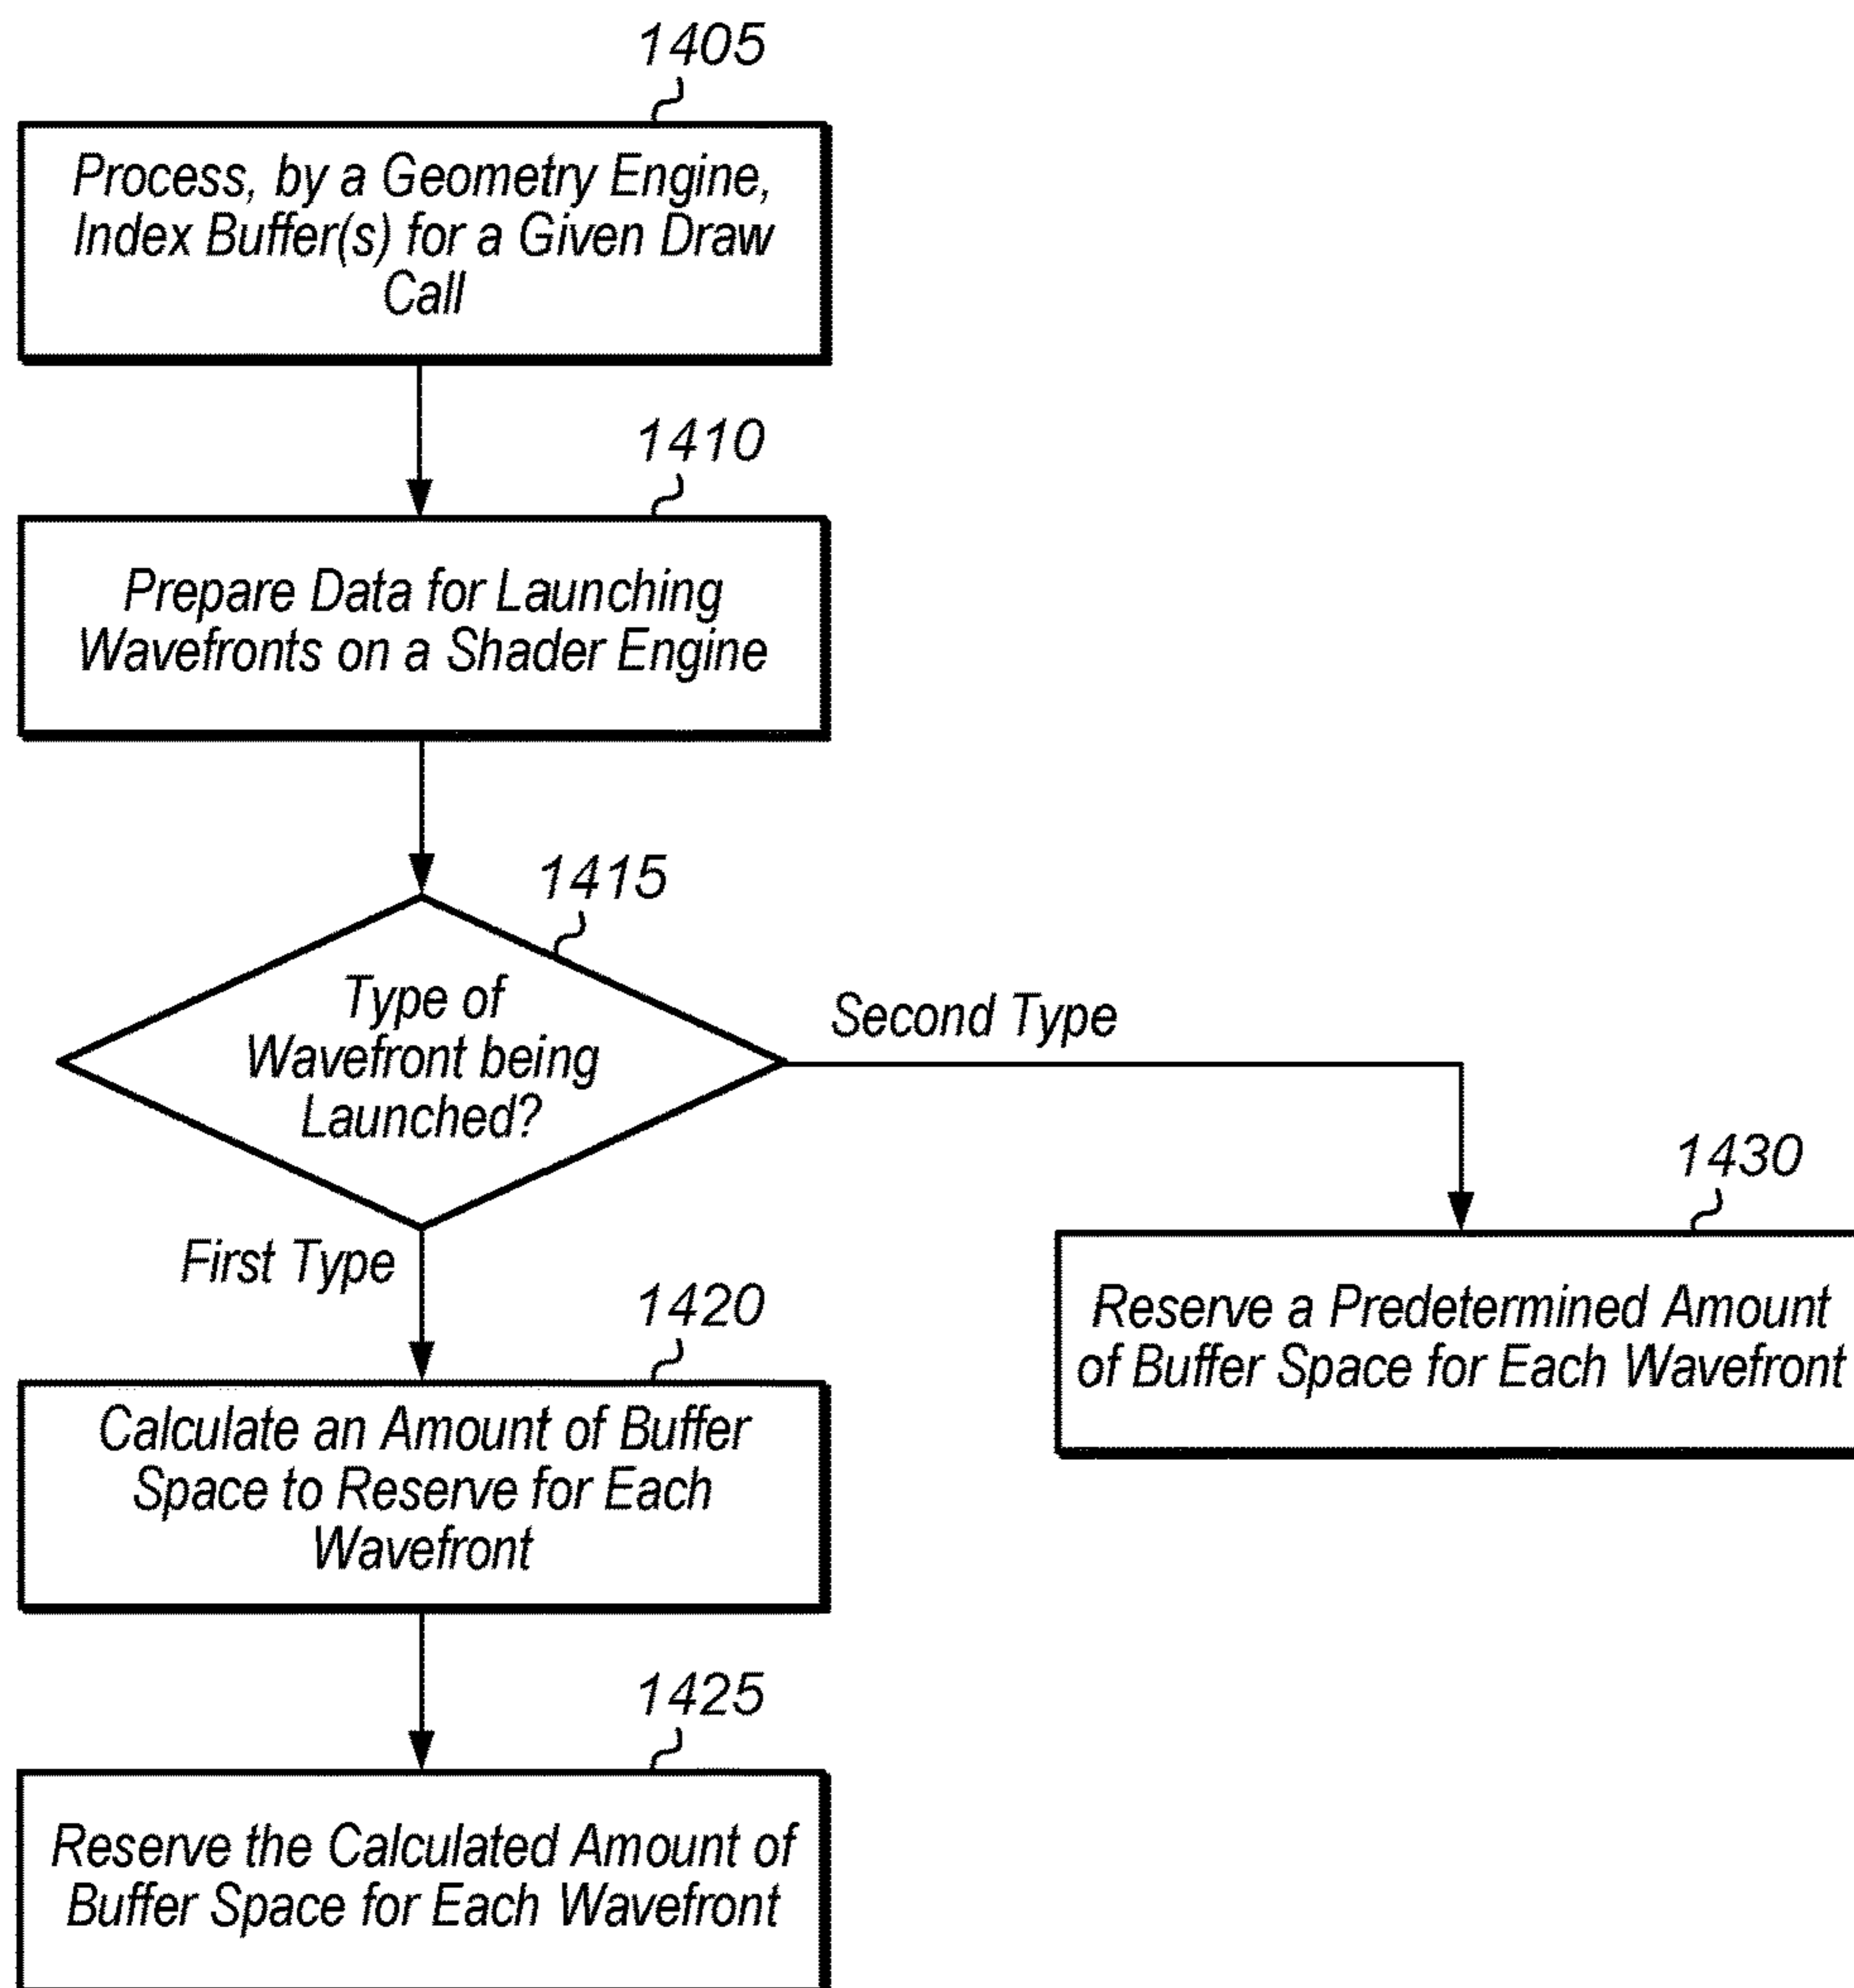 1405
Process, by a Geometry Engine,
Index Buffer(s) for a Given Draw
Call
1410
Prepare Data for Launching
Wavefronts on a Shader Engine
1415
Type of
Wavefront being
Launched?
Second Type
First Type
1430
Reserve a Predetermined Amount
of Buffer Space for Each Wavefront
1420
Calculate an Amount of Buffer
Space to Reserve for Each
Wavefront
1425
Reserve the Calculated Amount of
Buffer Space for Each Wavefront